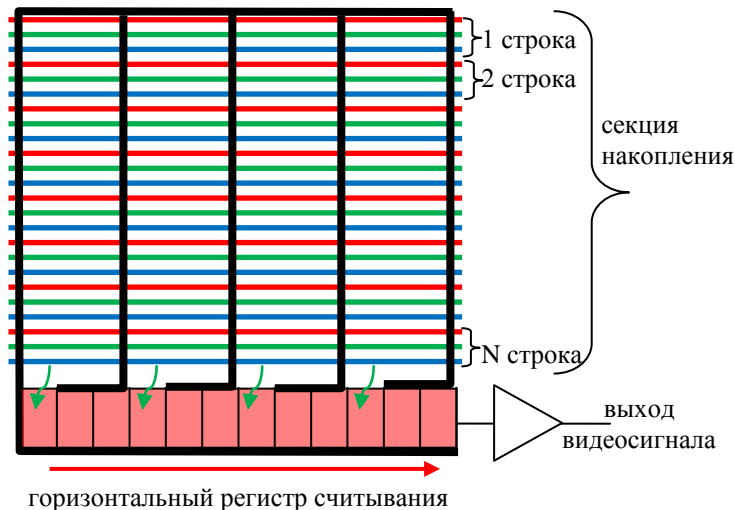 1 строка
2 строка
секция
накопления
N строка
выход
видеосигнала
горизонтальный регистр считывания